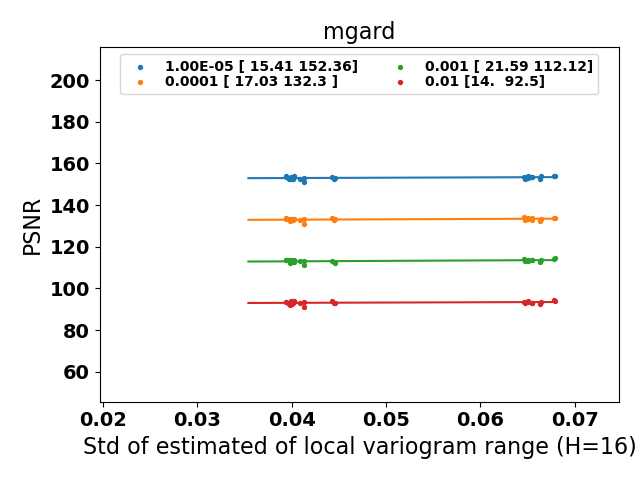 mgard
1.00E-05 [ 15.41 152.36]
0.0001 [ 17.03 132.3 ]
0.001 [ 21.59 112.12]
0.01 [14.  92.5]
PSNR
200
180
160
140
120
100
80
60
0.02 0.03 0.04 0.05 0.06 0.07
Std of estimated of local variogram range (H=16)